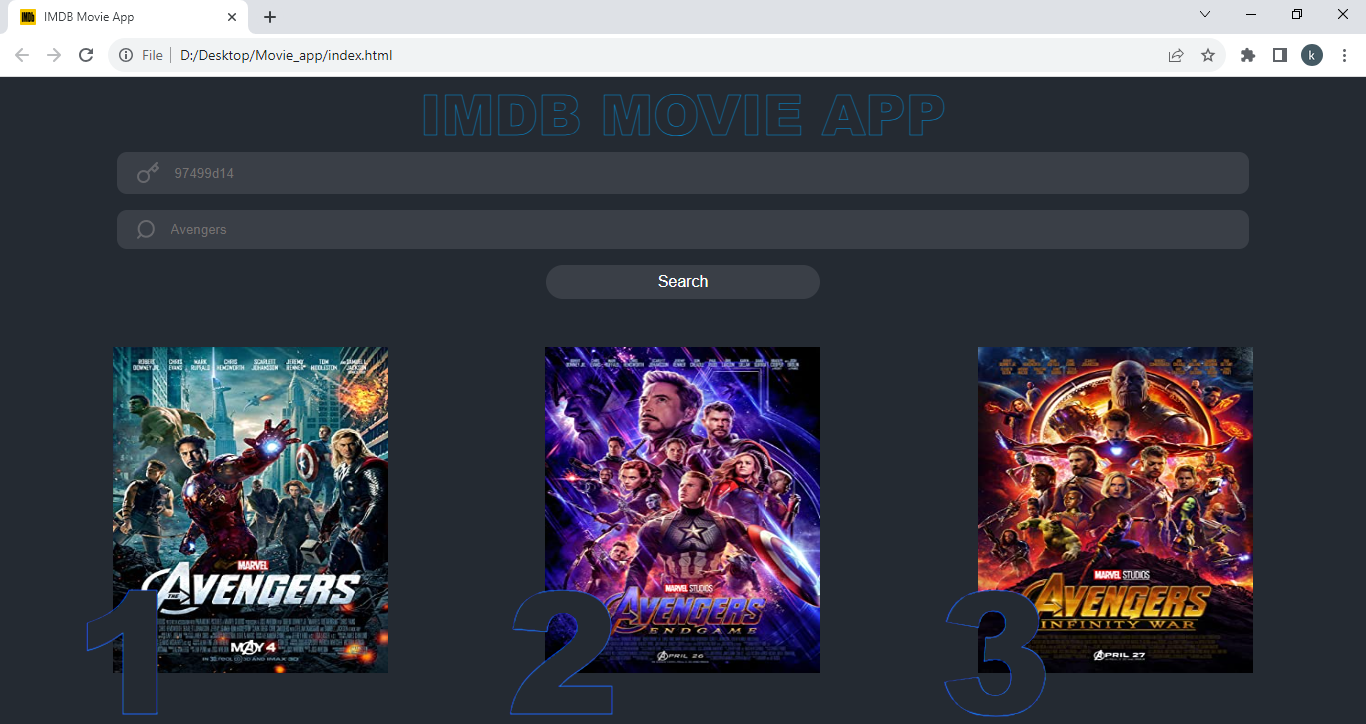 IMDb
IMDB Movie App
File
D:/Desktop/Movie_app/index.html
k
IMDB MOVIE APP
97499d14
Avengers
Search
ROBERT DOWNEY JR. CHRIS EVANS MARK RUFFALO CHRIS HEMSWORTH SCARLETT JOHANSSON JEREMY RENNER TOM HIDDLESTON AND SAMUEL L. JACKSON
MARVEL
THE AVENGERS
MAY 4
1
MARVEL STUDIOS
AVENGERS
ENDGAME
APRIL 26
2
MARVEL STUDIOS
AVENGERS
INFINITY WAR
APRIL 27
3